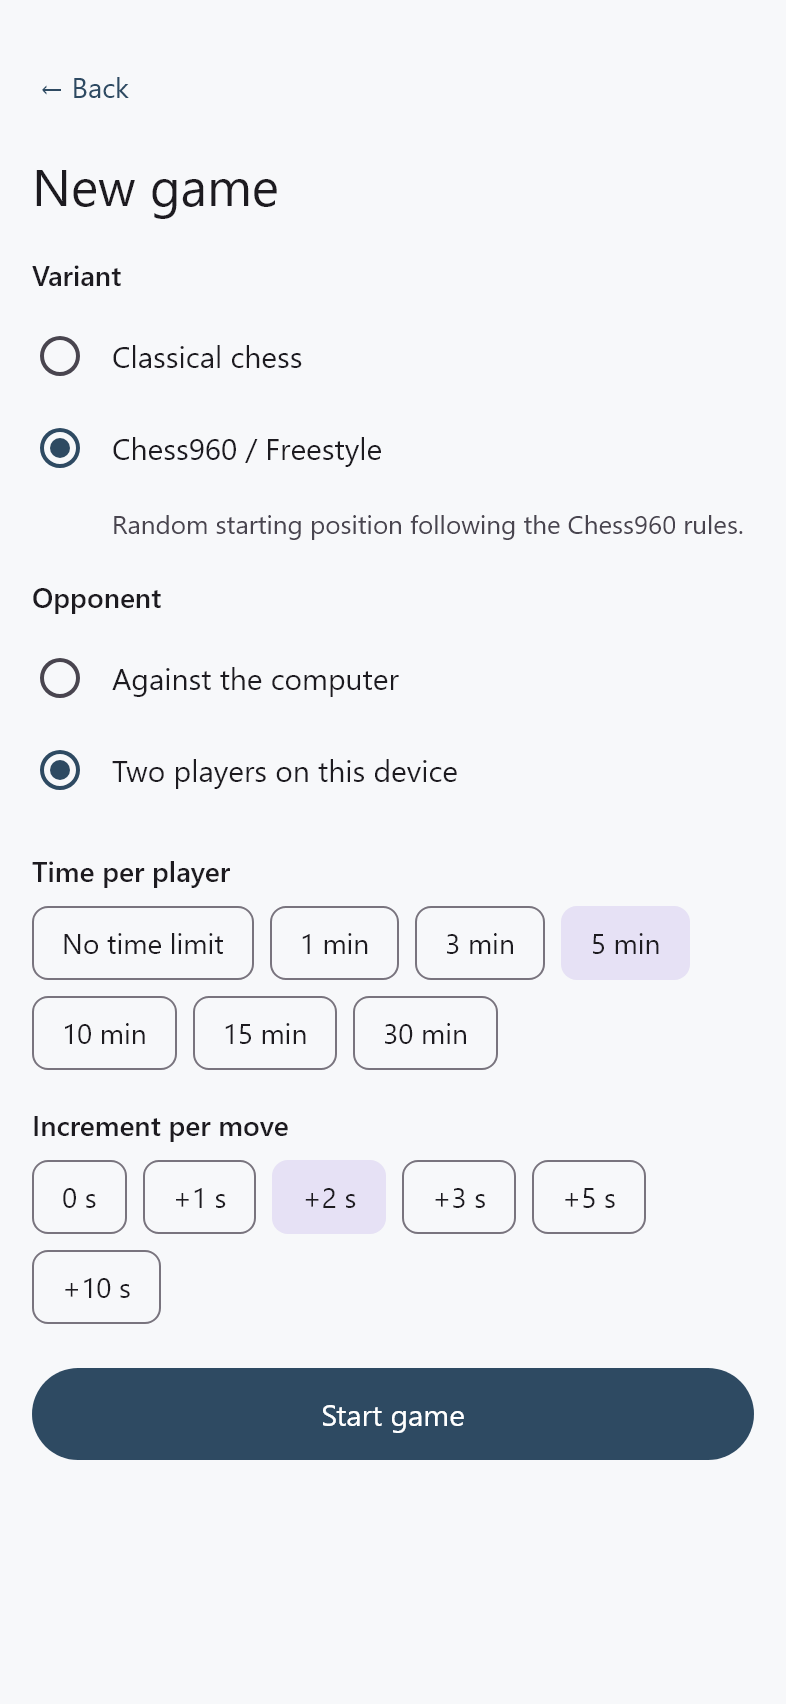 ← Back
New game
Variant
Classical chess
Chess960 / Freestyle
Random starting position following the Chess960 rules.
Opponent
Against the computer
Two players on this device
Time per player
No time limit 1 min 3 min 5 min
10 min 15 min 30 min
Increment per move
0 s +1 s +2 s +3 s +5 s
+10 s
Start game